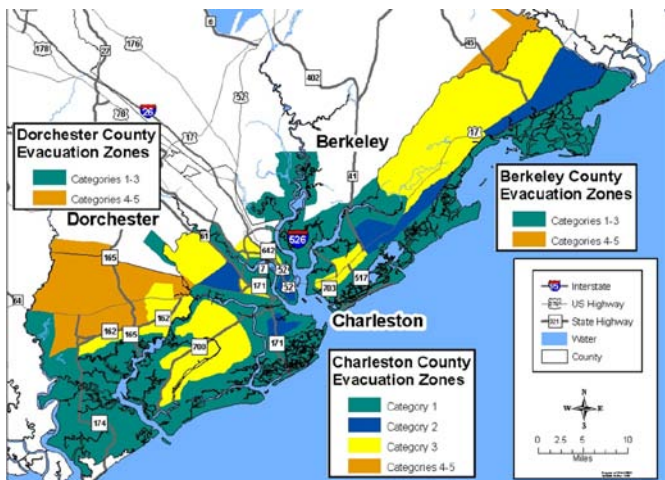 6
176
178
27
45
402
52
26
78
17
17
41
Berkeley
Dorchester County
Evacuation Zones
Categories 1-3
Categories 4-5
Dorchester
Berkeley County
Evacuation Zones
Categories 1-3
Categories 4-5
61
642
526
165
7
52
171
52
517
703
64
162
162
165
700
171
174
Charleston
Charleston County
Evacuation Zones
Category 1
Category 2
Category 3
Categories 4-5
95
Interstate
US Highway
State Highway
Water
County
N
W
E
S
0 2.5 5 10
Miles